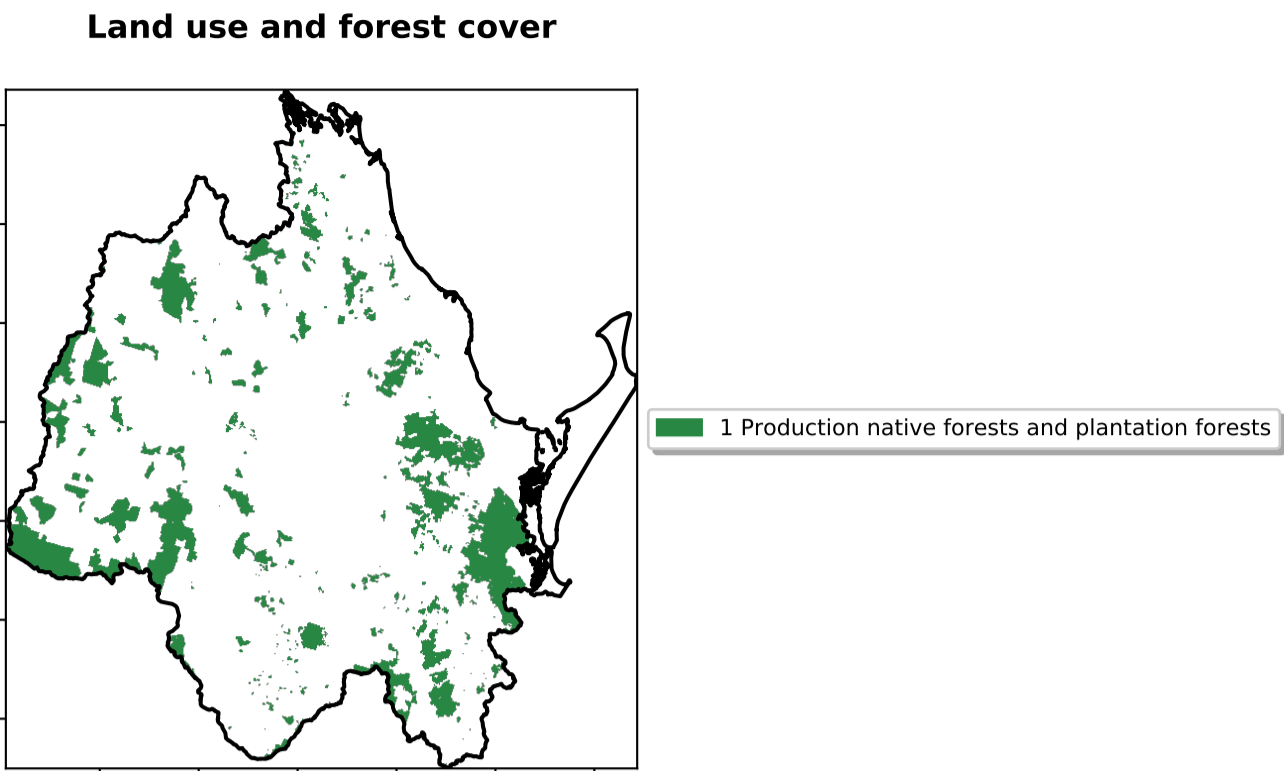 Land use and forest cover
1 Production native forests and plantation forests